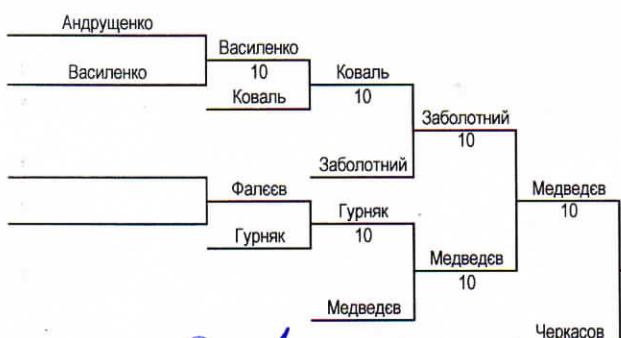 Андрущенко
Василенко
Василенко
10
Коваль
Коваль
10
Заболотний
Заболотний
10
Фалєєв
Гурняк
Гурняк
10
Медведєв
Медведєв
10
Медведєв
10
Черкасов